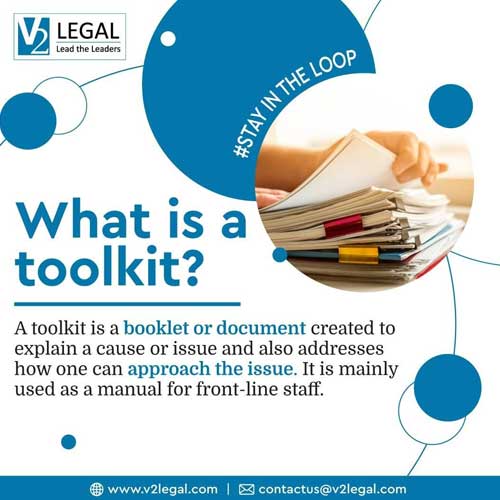 V2
LEGAL
Lead the Leaders
#STAY IN THE LOOP
What is a
toolkit?
A toolkit is a booklet or document created to
explain a cause or issue and also addresses
how one can approach the issue. It is mainly
used as a manual for front-line staff.
www.v2legal.com | contactus@v2legal.com